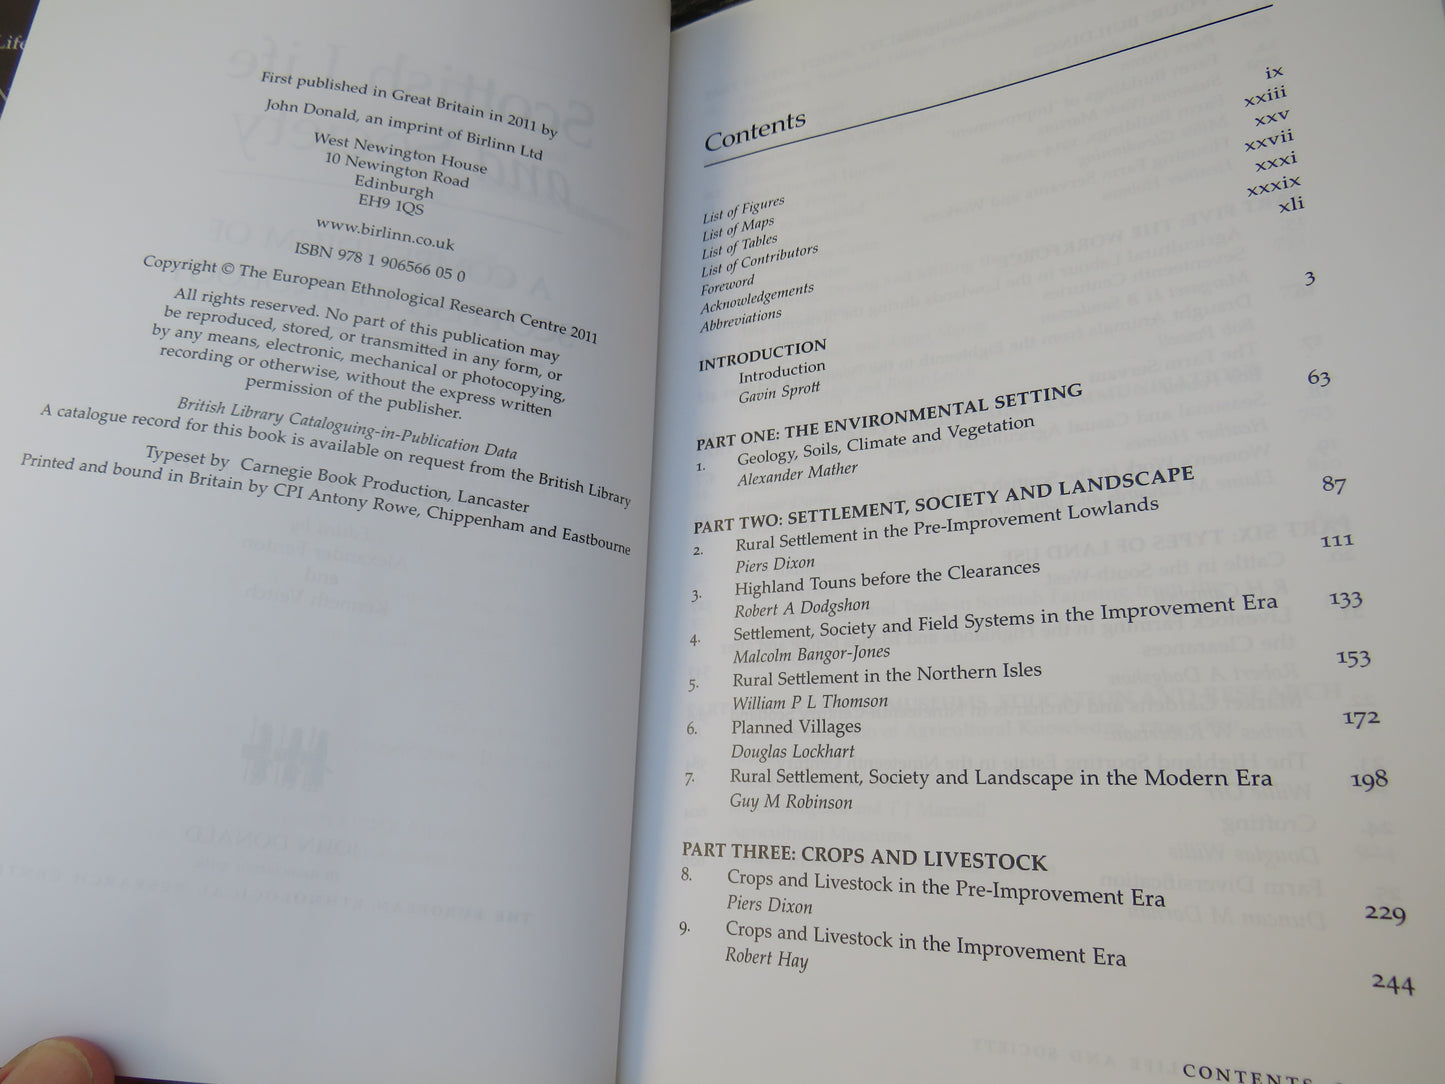 First published in Great Britain in 2011 by
John Donald, an imprint of Birlinn Ltd
West Newington House
10 Newington Road
Edinburgh
EH9 1QS
www.birlinn.co.uk
ISBN 978 1 906566 05 0
Copyright © The European Ethnological Research Centre 2011
All rights reserved. No part of this publication may
be reproduced, stored, or transmitted in any form, or
by any means, electronic, mechanical or photocopying,
recording or otherwise, without the express written
permission of the publisher.
British Library Cataloguing-in-Publication Data
A catalogue record for this book is available on request from the British Library
Typeset by Carnegie Book Production, Lancaster
Printed and bound in Britain by CPI Antony Rowe, Chippenham and Eastbourne
Contents
List of Figures ix
List of Maps xxiii
List of Tables xxv
List of Contributors xxvii
Foreword xxxi
Acknowledgements xxxix
Abbreviations xli
INTRODUCTION
Introduction 3
Gavin Sprott
PART ONE: THE ENVIRONMENTAL SETTING
1. Geology, Soils, Climate and Vegetation 63
Alexander Mather
PART TWO: SETTLEMENT, SOCIETY AND LANDSCAPE
2. Rural Settlement in the Pre-Improvement Lowlands 87
Piers Dixon
3. Highland Touns before the Clearances 111
Robert A Dodgshon
4. Settlement, Society and Field Systems in the Improvement Era 133
Malcolm Bangor-Jones
5. Rural Settlement in the Northern Isles 153
William P L Thomson
6. Planned Villages 172
Douglas Lockhart
7. Rural Settlement, Society and Landscape in the Modern Era 198
Guy M Robinson
PART THREE: CROPS AND LIVESTOCK
8. Crops and Livestock in the Pre-Improvement Era 229
Piers Dixon
9. Crops and Livestock in the Improvement Era 244
Robert Hay
CONTENTS